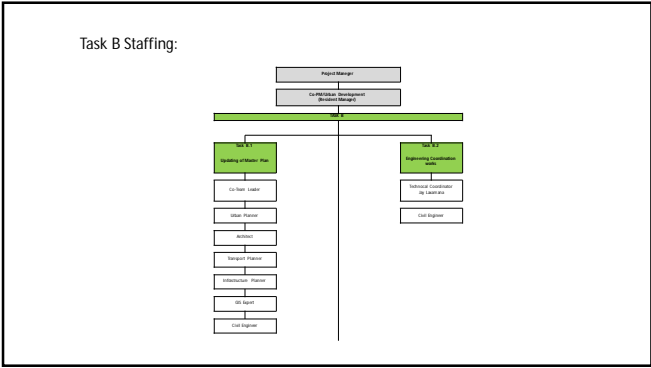 Task B Staffing:
Project Manager
Co-PM/Urban Development
(Resident Manager)
Task B
Task B.1
Updating of Master Plan
Co-Team Leader
Urban Planner
Architect
Transport Planner
Infrastructure Planner
GIS Expert
Civil Engineer
Task B.2
Engineering Coordination
works
Technical Coordinator
Civil Engineer